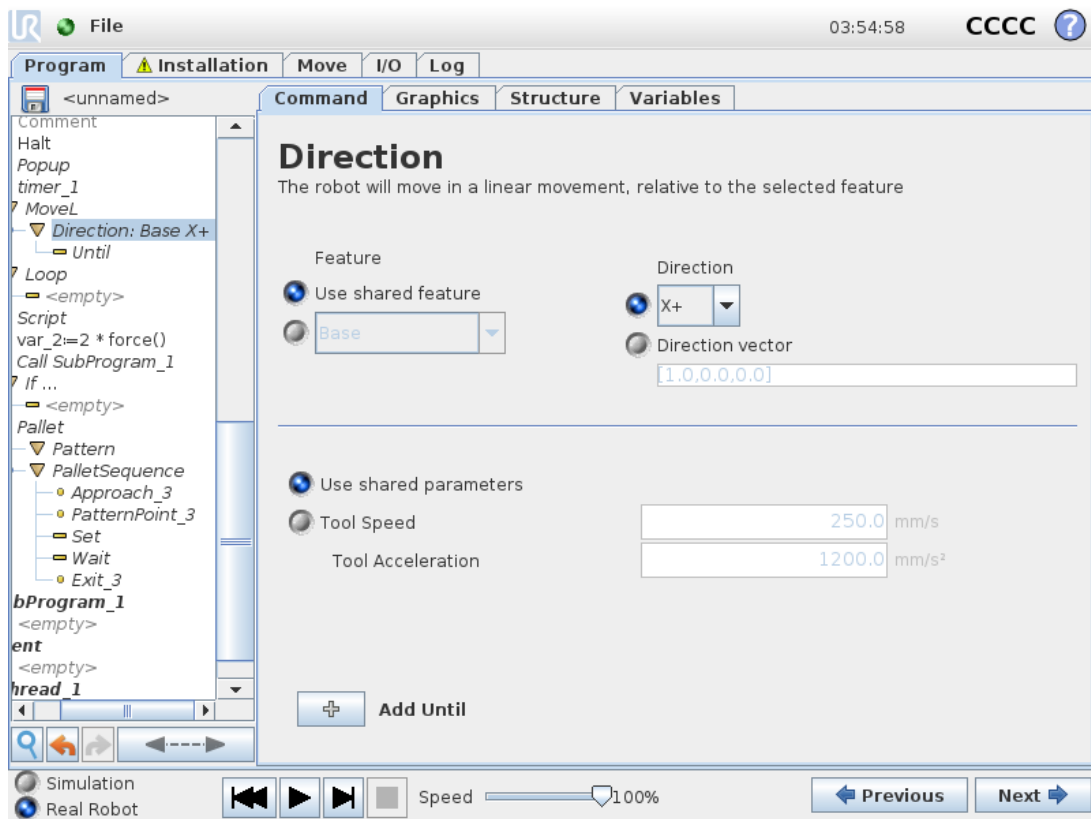 UR File 03:54:58 CCCC ?
Program Installation Move I/O Log
<unnamed> Command Graphics Structure Variables
Comment
Halt
Popup
timer_1
MoveL
Direction: Base X+
Until
Loop
<empty>
Script
var_2:=2 * force()
Call SubProgram_1
If ...
<empty>
Pallet
Pattern
PalletSequence
Approach_3
PatternPoint_3
Set
Wait
Exit_3
bProgram_1
<empty>
ent
<empty>
hread_1
Direction
The robot will move in a linear movement, relative to the selected feature
Feature
Use shared feature
Base
Direction
X+
Direction vector
[1.0,0.0,0.0]
Use shared parameters
Tool Speed 250.0 mm/s
Tool Acceleration 1200.0 mm/s²
Add Until
Simulation
Real Robot
Speed 100%
Previous Next